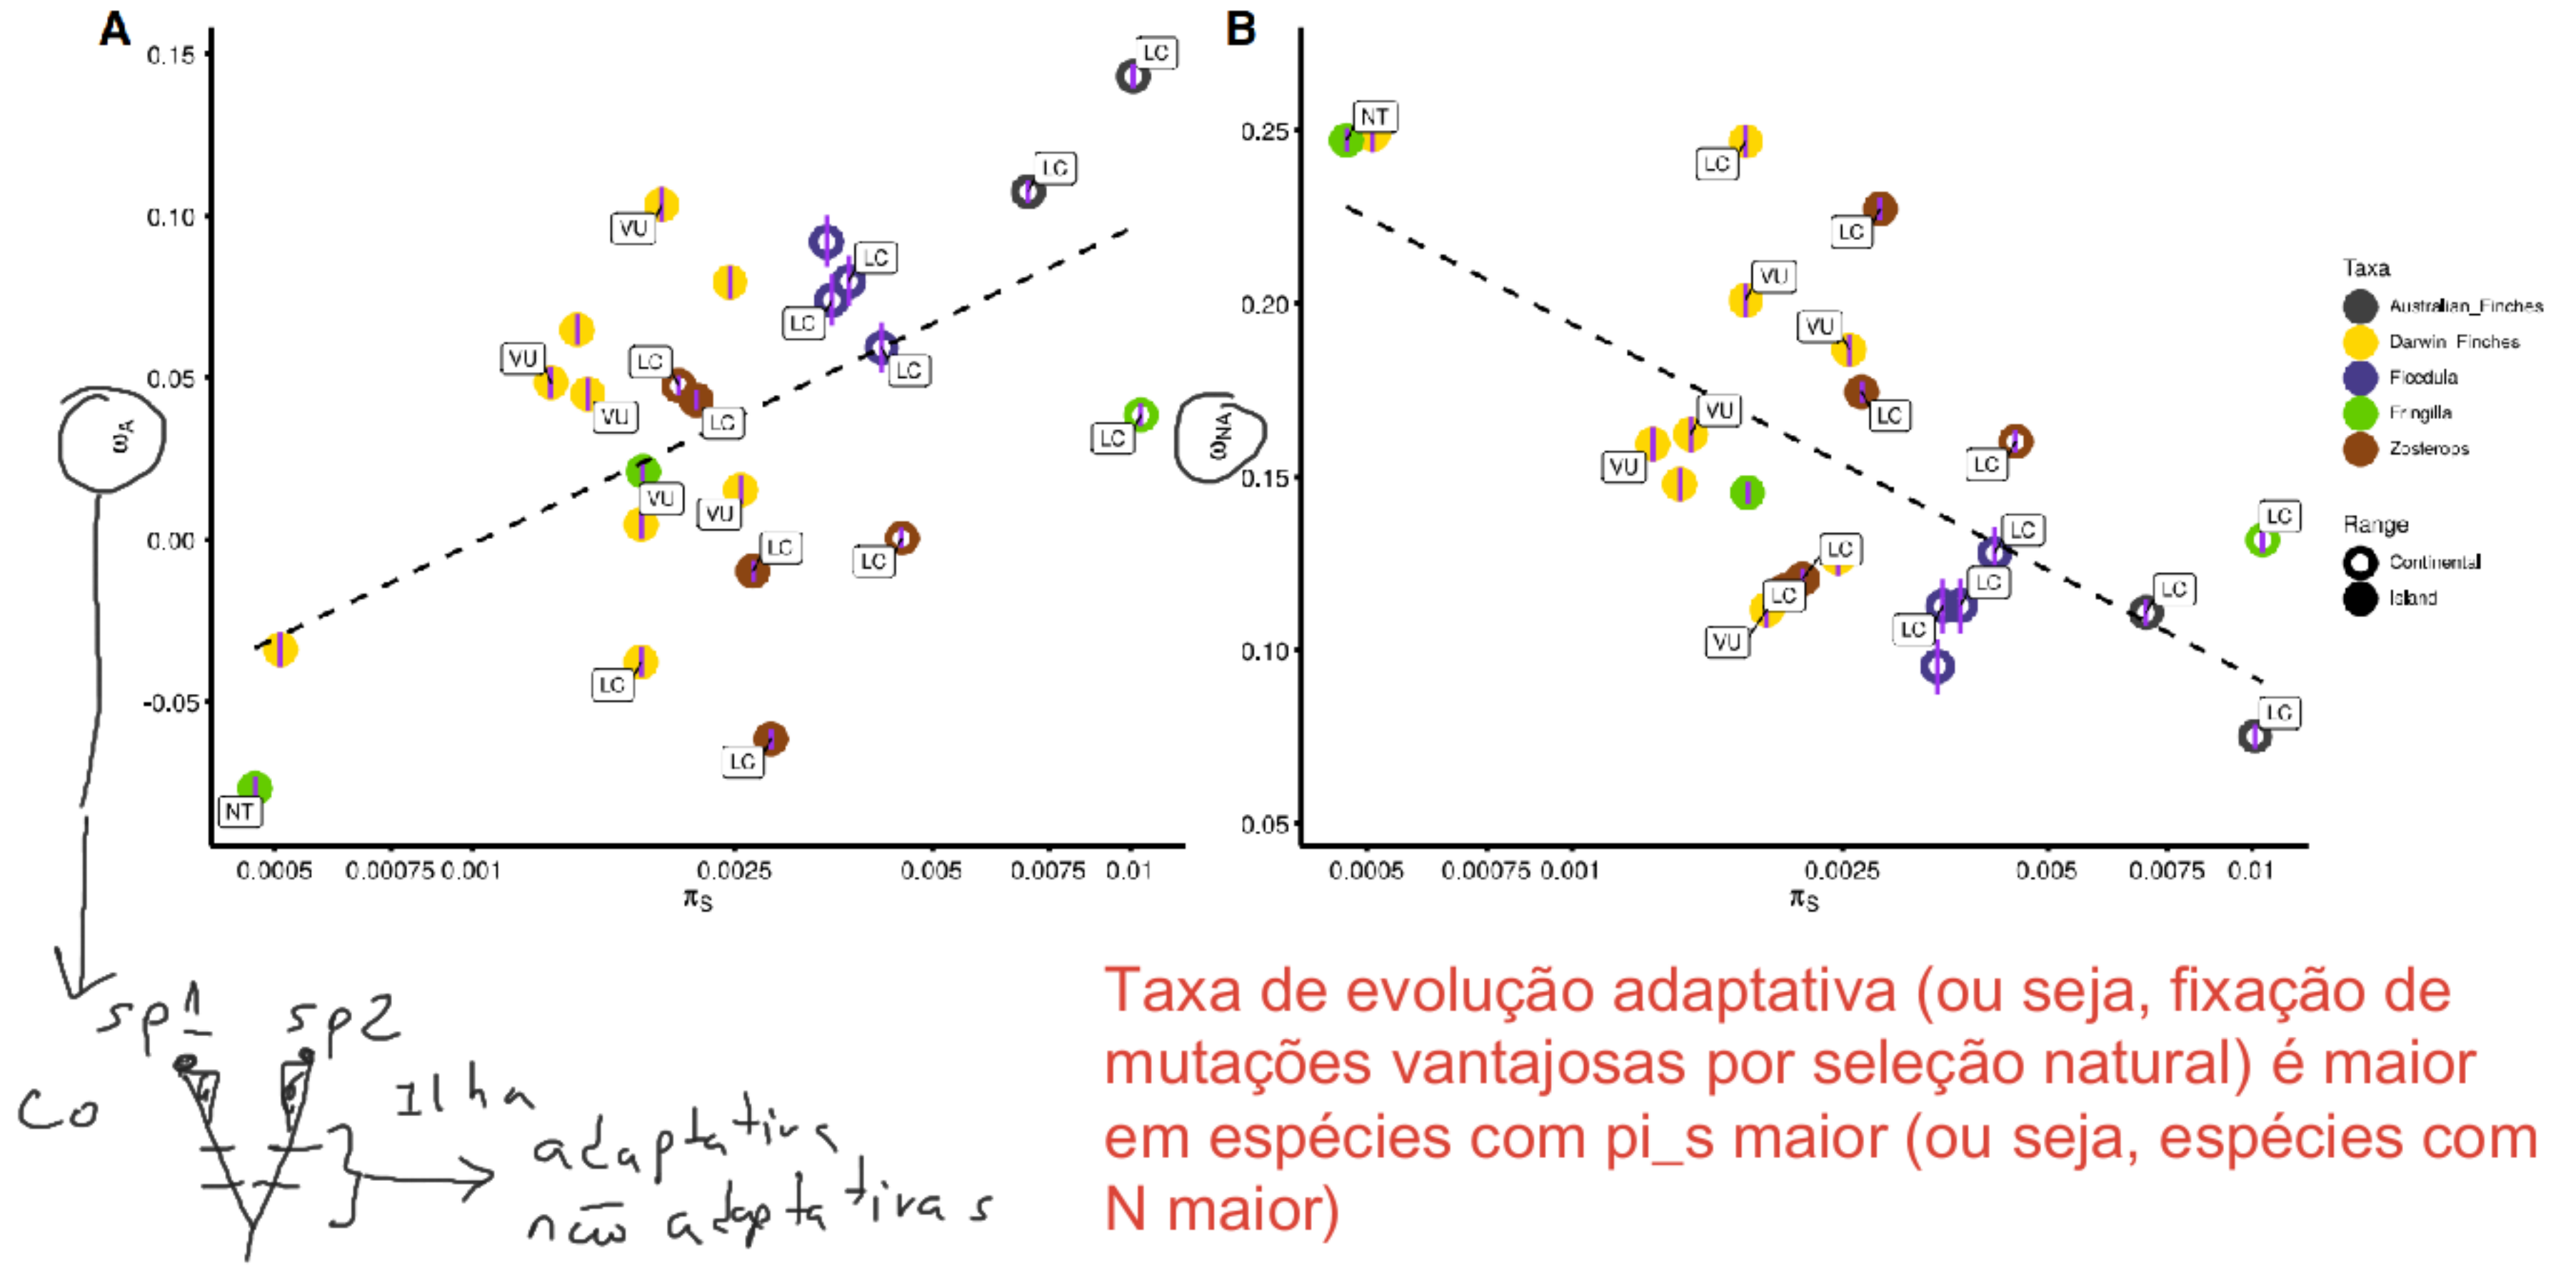 A
0.15
0.10
0.05
0.00
-0.05
ωA
LC
LC
VU
LC
LC
VU
LC
LC
VU
LC
LC
VU
VU
LC
LC
LC
LC
NT
0.0005 0.00075 0.001 0.0025 0.005 0.0075 0.01
πS
B
0.25
0.20
0.15
0.10
0.05
ωNA
NT
LC
LC
VU
VU
VU
LC
LC
VU
LC
LC
LC
LC
LC
LC
LC
VU
LC
0.0005 0.00075 0.001 0.0025 0.005 0.0075 0.01
πS
Taxa
Australian_Finches
Darwin_Finches
Ficedula
Fringilla
Zosterops
Range
Continental
Island
sp1 sp2
Co
Ilha
adaptativas
não adaptativas
Taxa de evolução adaptativa (ou seja, fixação de
mutações vantajosas por seleção natural) é maior
em espécies com pi_s maior (ou seja, espécies com
N maior)